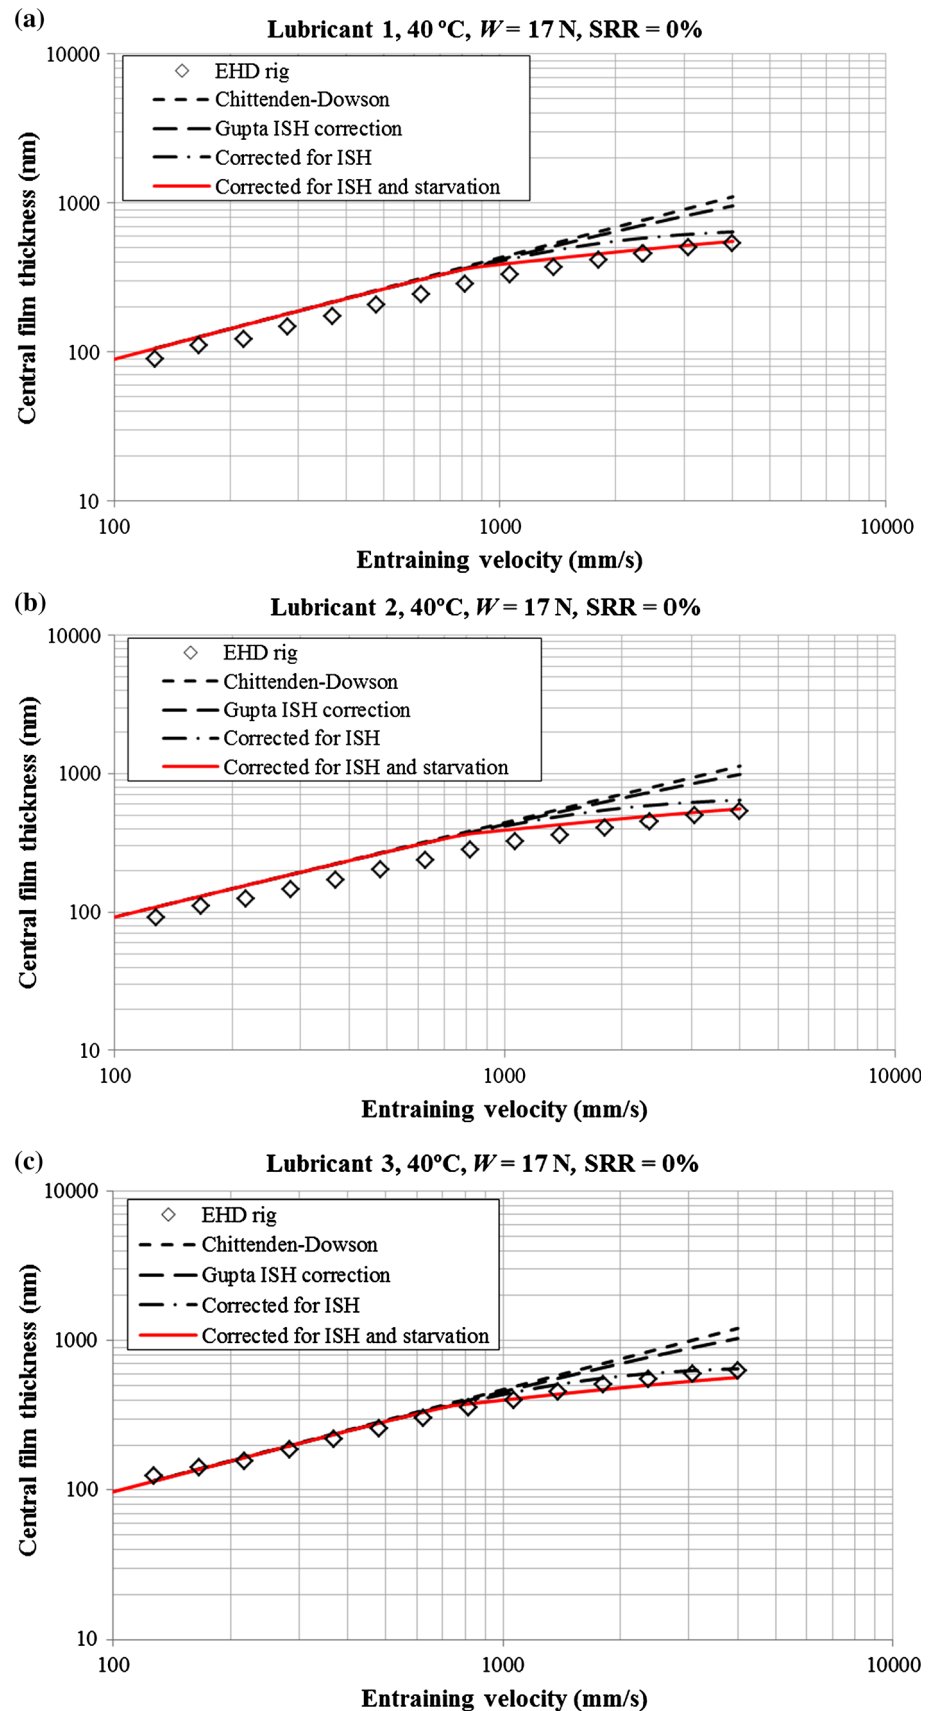 (a)
Lubricant 1, 40 ºC, W = 17 N, SRR = 0%
10000
1000
100
10
Central film thickness (nm)
EHD rig
Chittenden-Dowson
Gupta ISH correction
Corrected for ISH
Corrected for ISH and starvation
100
1000
10000
Entraining velocity (mm/s)
(b)
Lubricant 2, 40ºC, W = 17 N, SRR = 0%
10000
1000
100
10
Central film thickness (nm)
EHD rig
Chittenden-Dowson
Gupta ISH correction
Corrected for ISH
Corrected for ISH and starvation
100
1000
10000
Entraining velocity (mm/s)
(c)
Lubricant 3, 40ºC, W = 17 N, SRR = 0%
10000
1000
100
10
Central film thickness (nm)
EHD rig
Chittenden-Dowson
Gupta ISH correction
Corrected for ISH
Corrected for ISH and starvation
100
1000
10000
Entraining velocity (mm/s)